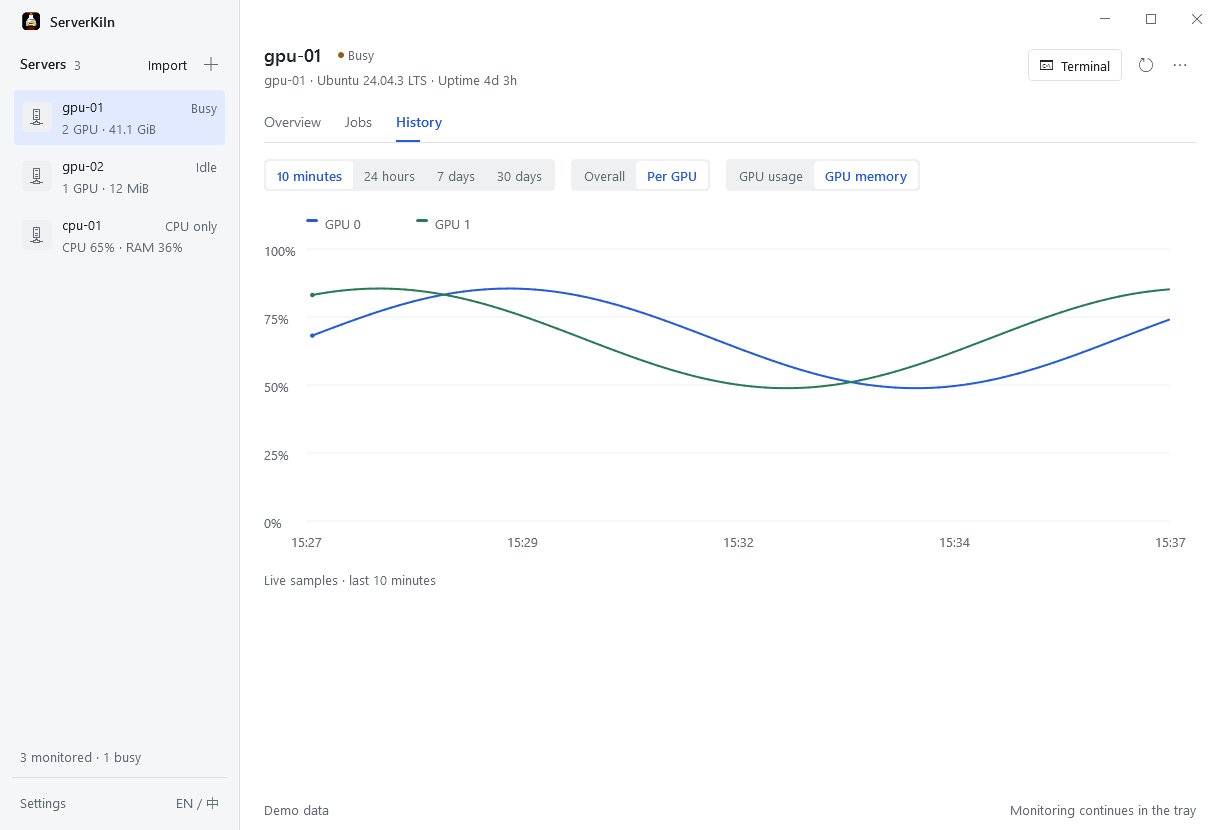 ServerKiln
Servers 3
Import
gpu-01 Busy
2 GPU · 41.1 GiB
gpu-02 Idle
1 GPU · 12 MiB
cpu-01 CPU only
CPU 65% · RAM 36%
3 monitored · 1 busy
Settings EN / 中
gpu-01 Busy
gpu-01 · Ubuntu 24.04.3 LTS · Uptime 4d 3h
Terminal
Overview Jobs History
10 minutes 24 hours 7 days 30 days Overall Per GPU GPU usage GPU memory
GPU 0 GPU 1
100%
75%
50%
25%
0%
15:27 15:29 15:32 15:34 15:37
Live samples · last 10 minutes
Demo data Monitoring continues in the tray